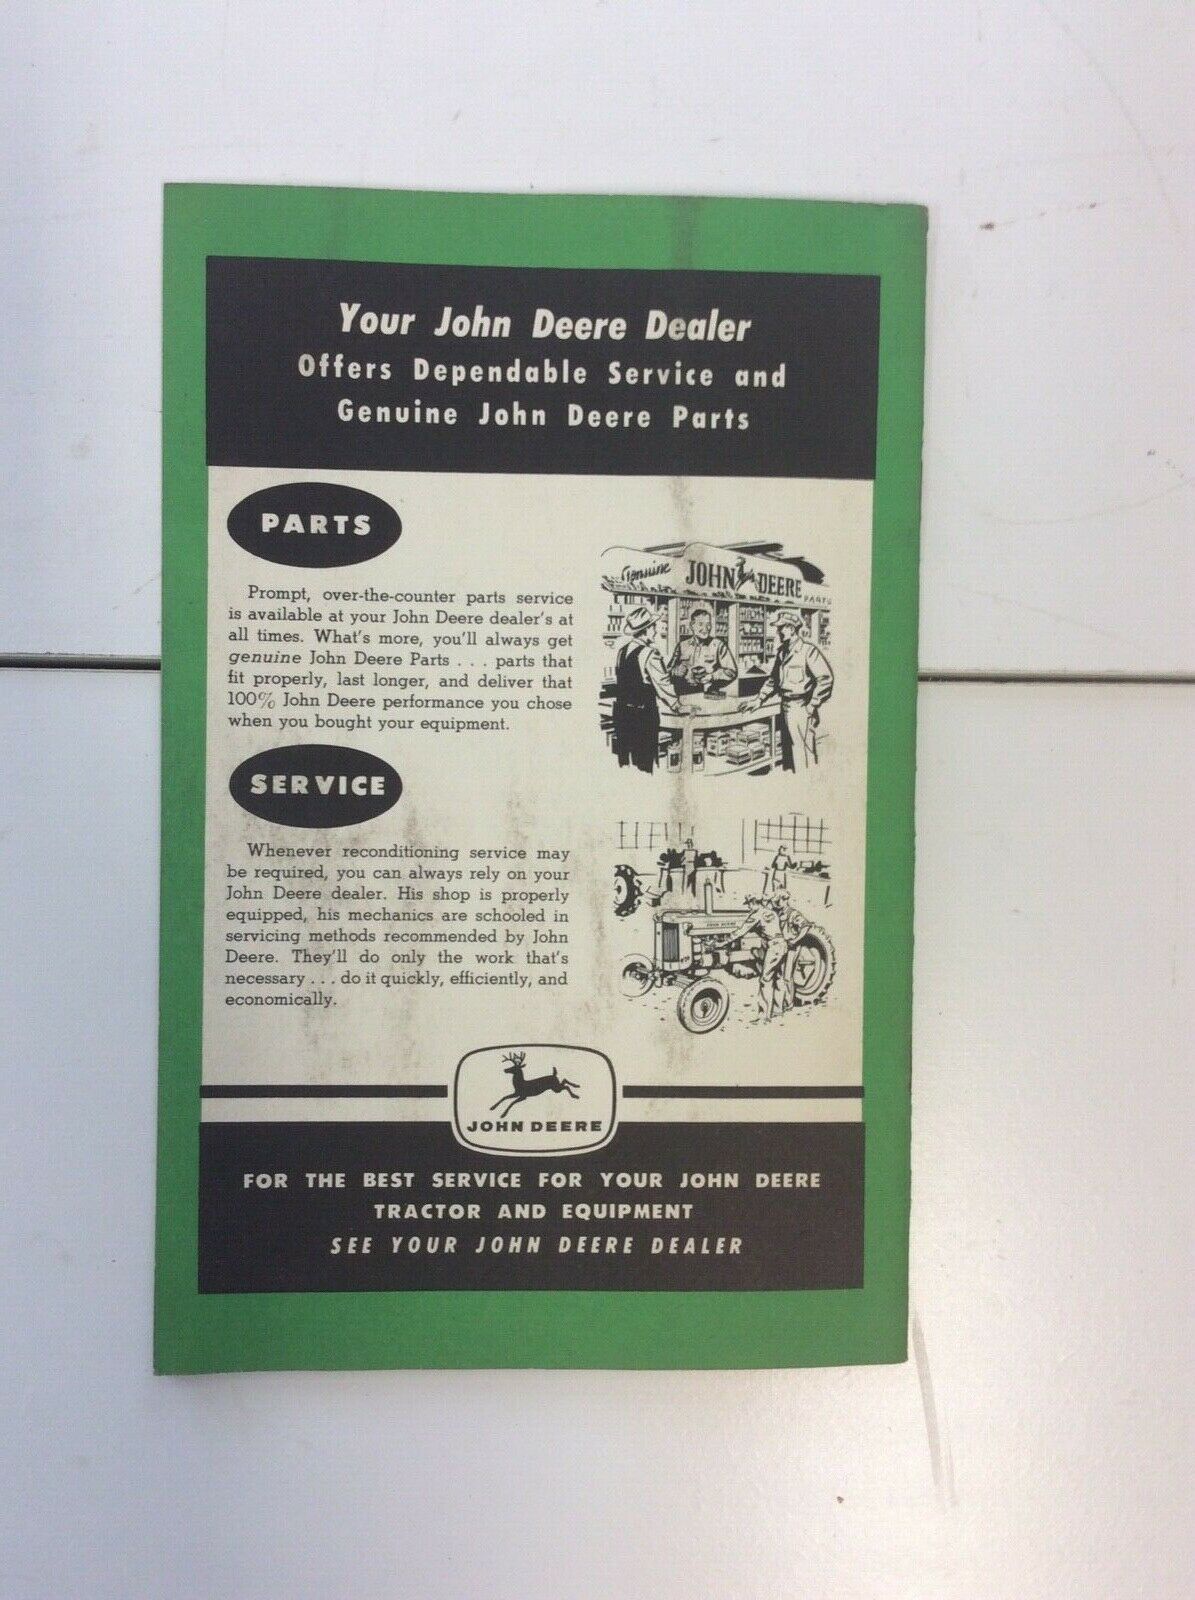 Your John Deere Dealer
Offers Dependable Service and
Genuine John Deere Parts
PARTS
Prompt, over-the-counter parts service
is available at your John Deere dealer's at
all times. What's more, you'll always get
genuine John Deere Parts . . . parts that
fit properly, last longer, and deliver that
100% John Deere performance you chose
when you bought your equipment.
Genuine JOHN DEERE PARTS
SERVICE
Whenever reconditioning service may
be required, you can always rely on your
John Deere dealer. His shop is properly
equipped, his mechanics are schooled in
servicing methods recommended by John
Deere. They'll do only the work that's
necessary . . . do it quickly, efficiently, and
economically.
JOHN DEERE
JOHN DEERE
FOR THE BEST SERVICE FOR YOUR JOHN DEERE
TRACTOR AND EQUIPMENT
SEE YOUR JOHN DEERE DEALER